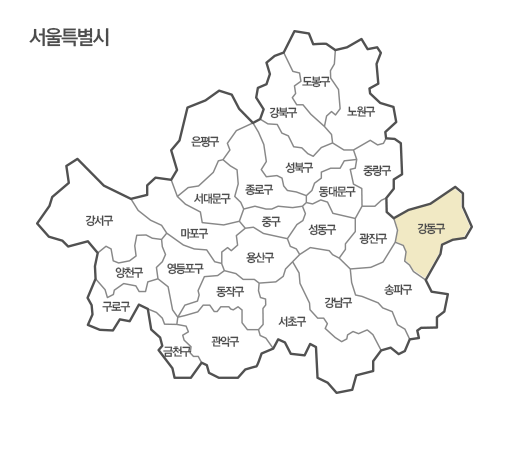 서울특별시
도봉구
강북구
노원구
은평구
성북구
중랑구
서대문구
종로구
동대문구
강서구
마포구
중구
성동구
광진구
강동구
양천구
영등포구
용산구
구로구
동작구
강남구
송파구
금천구
관악구
서초구